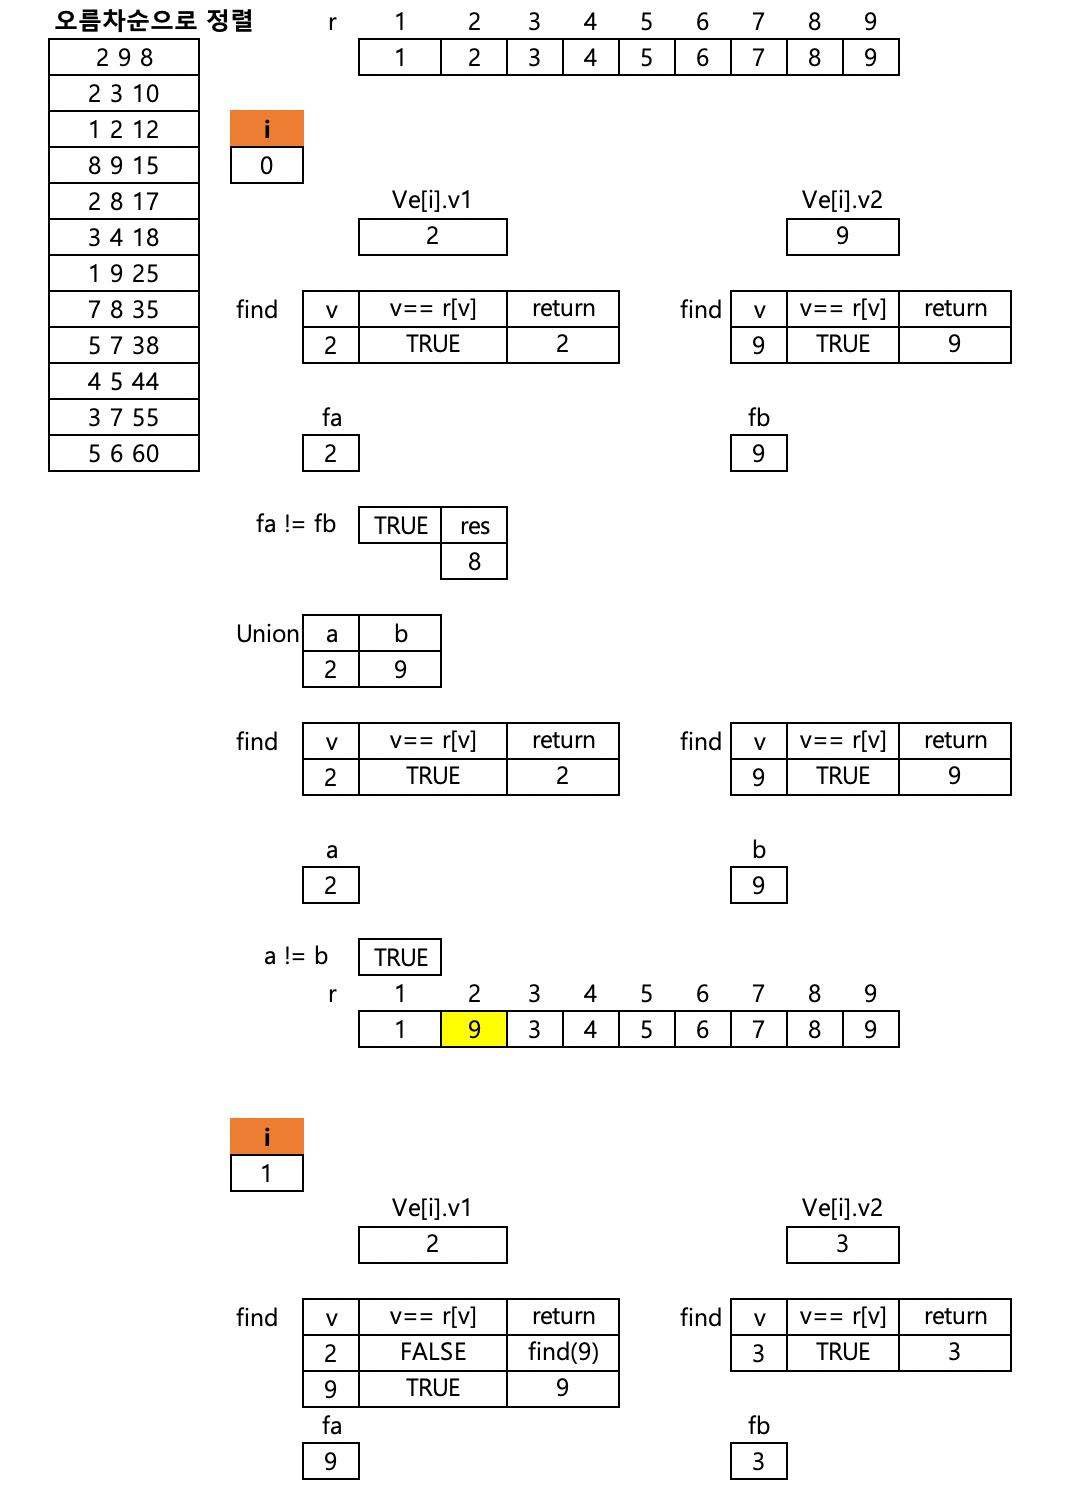 오름차순으로 정렬 r 1 2 3 4 5 6 7 8 9
2 9 8 1 2 3 4 5 6 7 8 9
2 3 10
1 2 12 i
8 9 15 0
2 8 17 Ve[i].v1 Ve[i].v2
3 4 18 2 9
1 9 25
7 8 35 find v v== r[v] return find v v== r[v] return
5 7 38 2 TRUE 2 9 TRUE 9
4 5 44
3 7 55 fa fb
5 6 60 2 9
fa != fb TRUE res
8
Union a b
2 9
find v v== r[v] return find v v== r[v] return
2 TRUE 2 9 TRUE 9
a b
2 9
a != b TRUE
r 1 2 3 4 5 6 7 8 9
1 9 3 4 5 6 7 8 9
i
1
Ve[i].v1 Ve[i].v2
2 3
find v v== r[v] return find v v== r[v] return
2 FALSE find(9) 3 TRUE 3
9 TRUE 9
fa fb
9 3